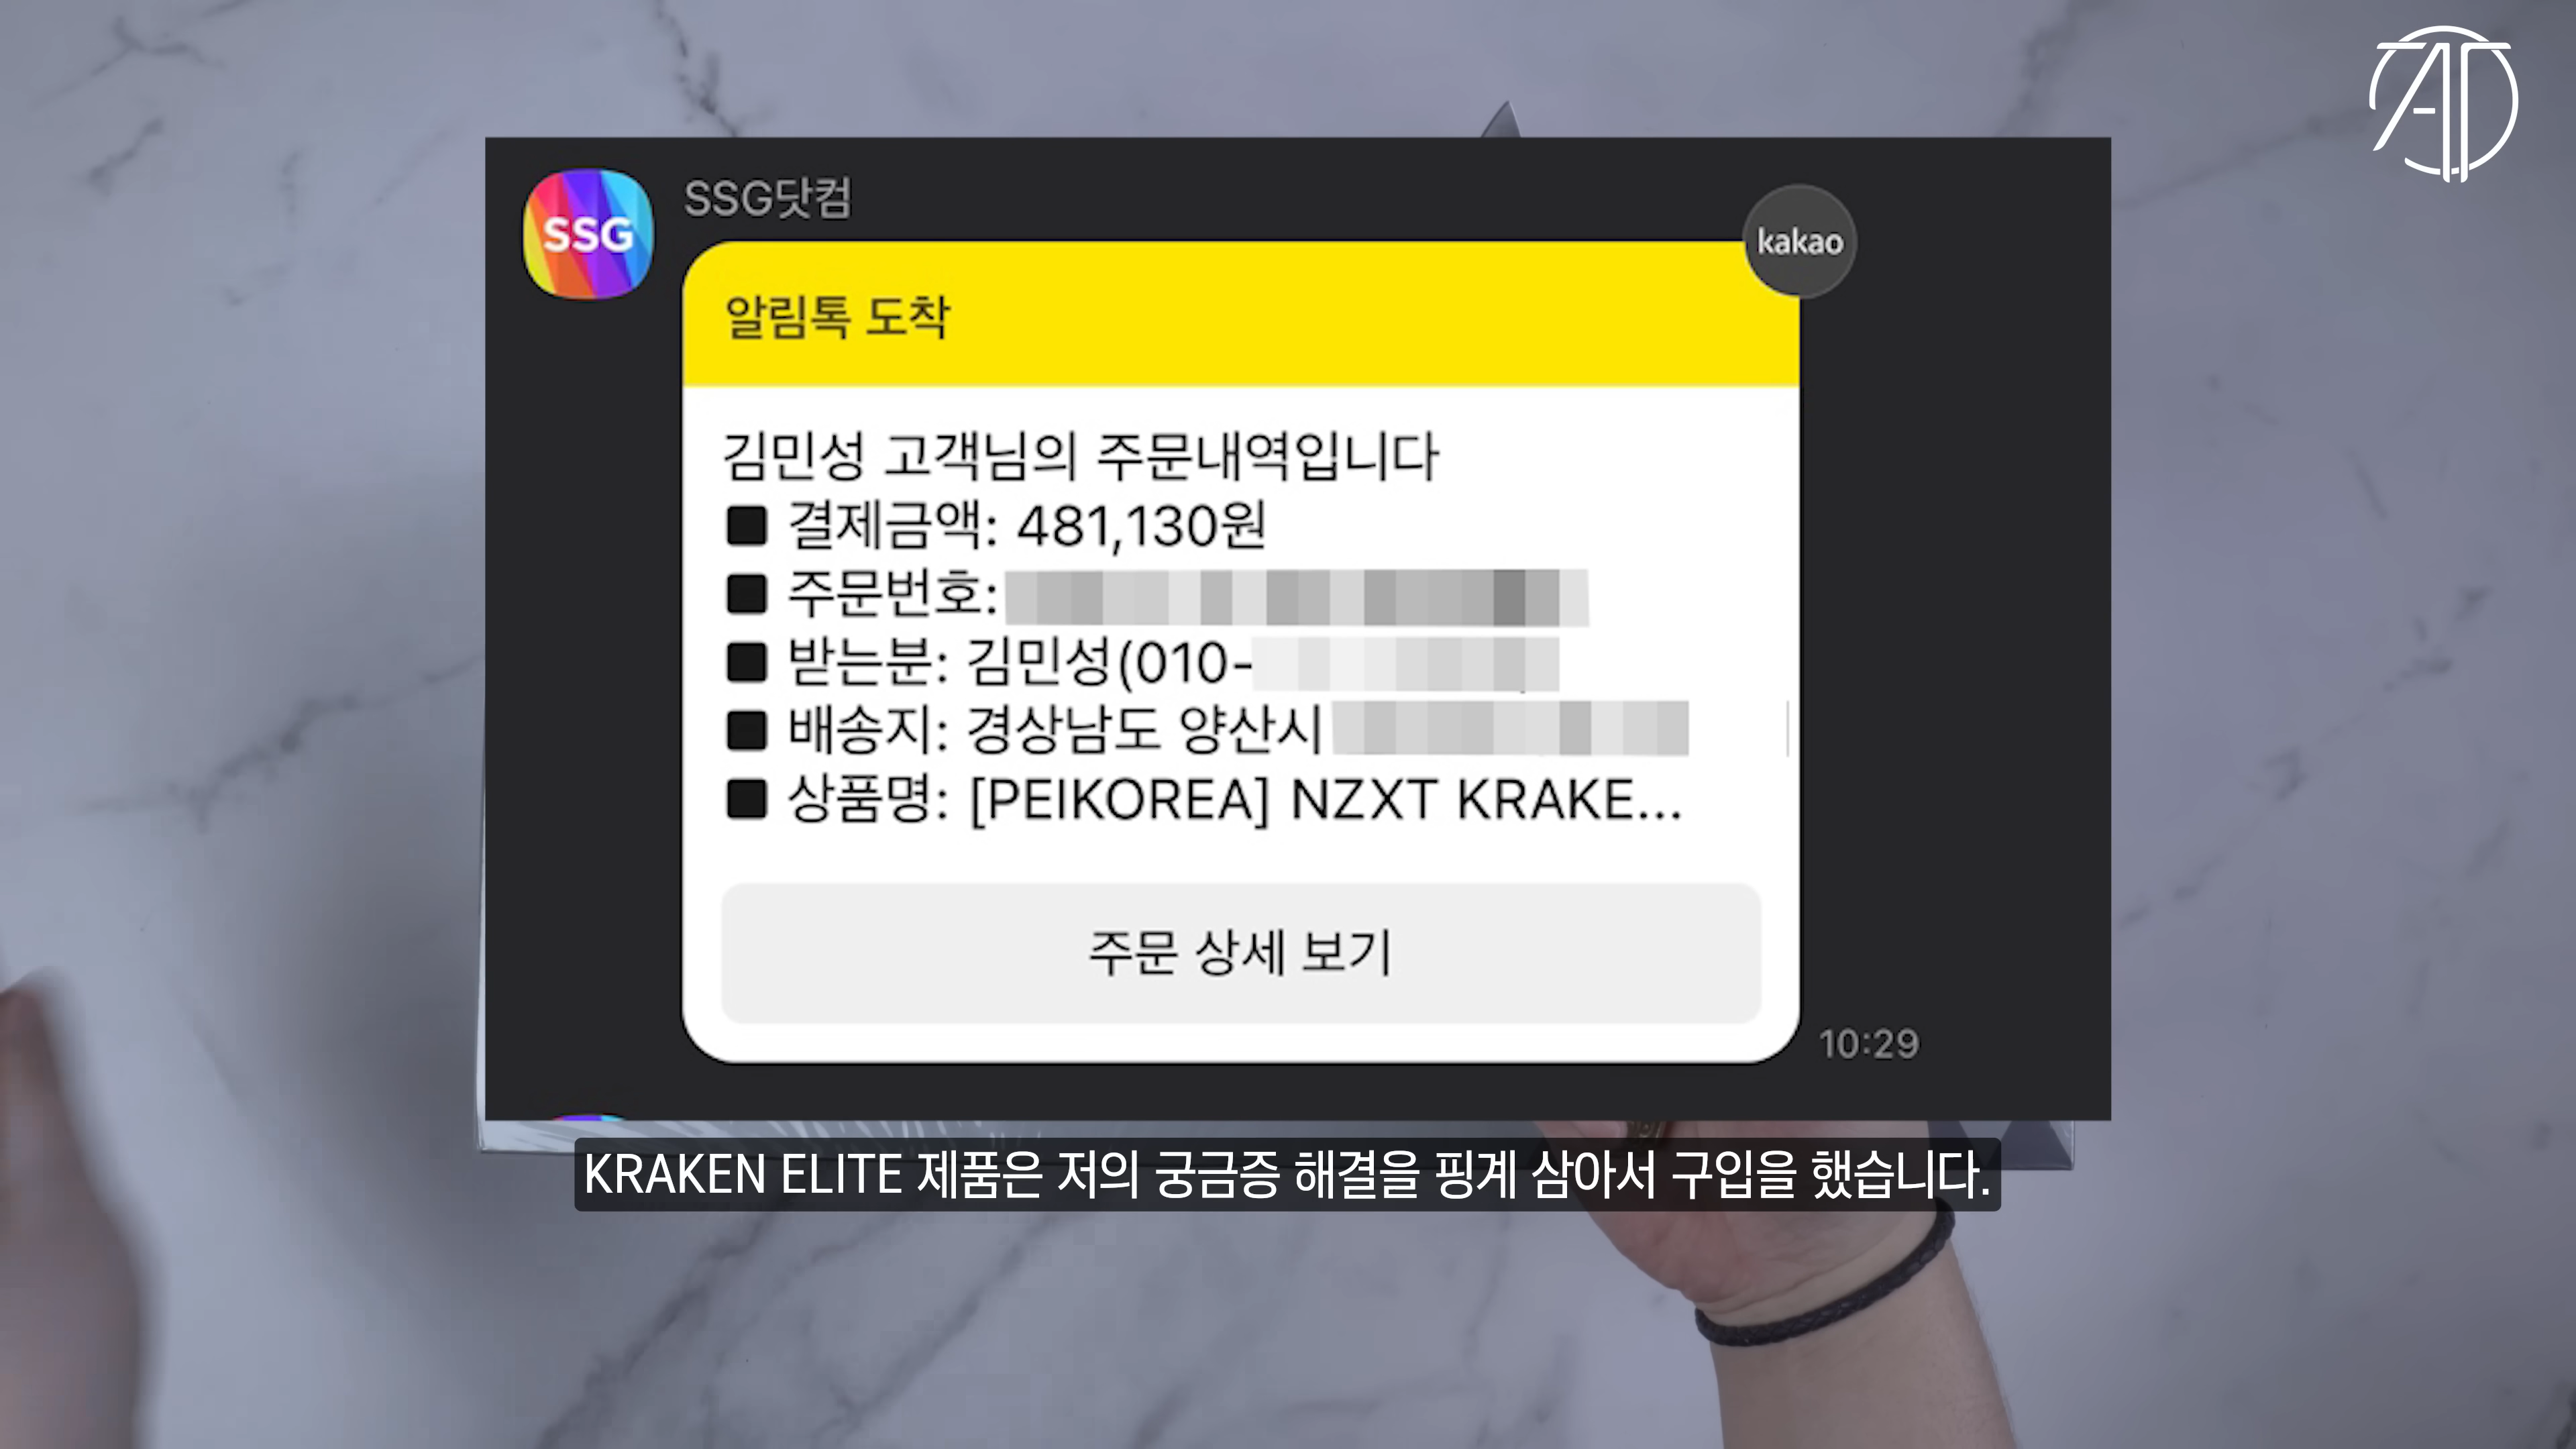 SSG
SSG닷컴
kakao
알림톡 도착
김민성 고객님의 주문내역입니다
■ 결제금액: 481,130원
■ 주문번호:
■ 받는분: 김민성(010-
■ 배송지: 경상남도 양산시
■ 상품명: [PEIKOREA] NZXT KRAKE...
주문 상세 보기
10:29
KRAKEN ELITE 제품은 저의 궁금증 해결을 핑계 삼아서 구입을 했습니다.